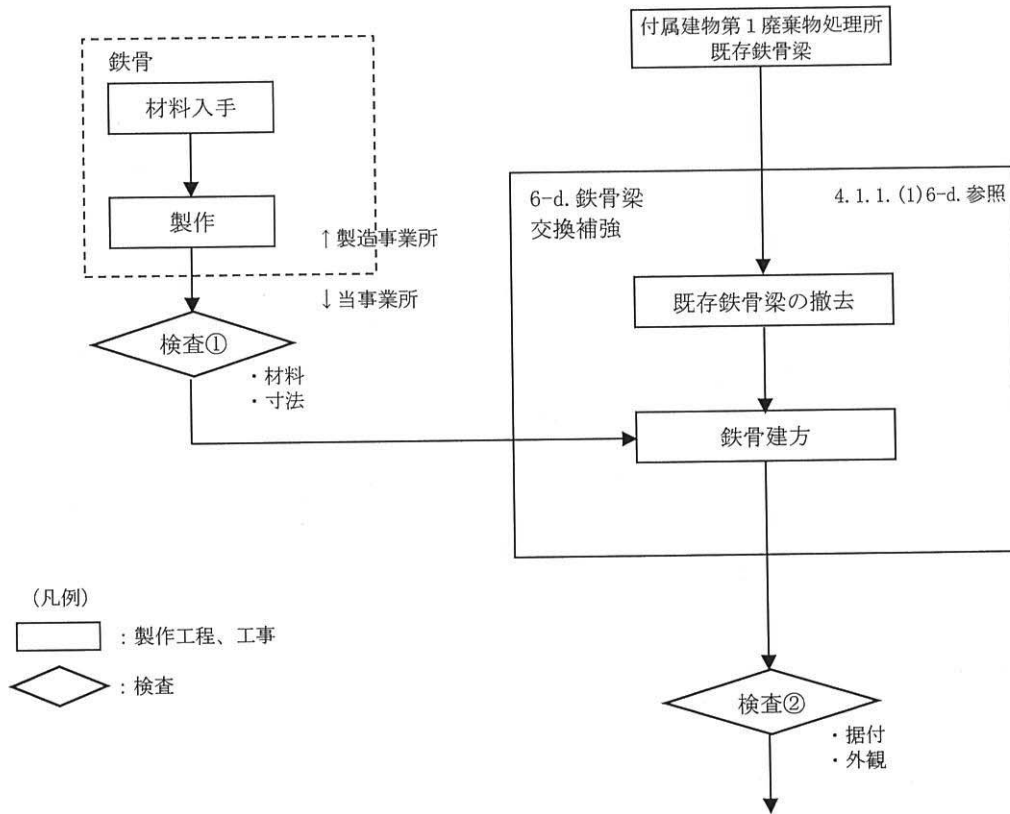 鉄骨
材料入手
製作
↑製造事業所
↓当事業所
検査①
・材料
・寸法
付属建物第1廃棄物処理所
既存鉄骨梁
6-d.鉄骨梁
交換補強
4.1.1.(1)6-d.参照
既存鉄骨梁の撤去
鉄骨建方
検査②
・据付
・外観
(凡例)
：製作工程、工事
：検査